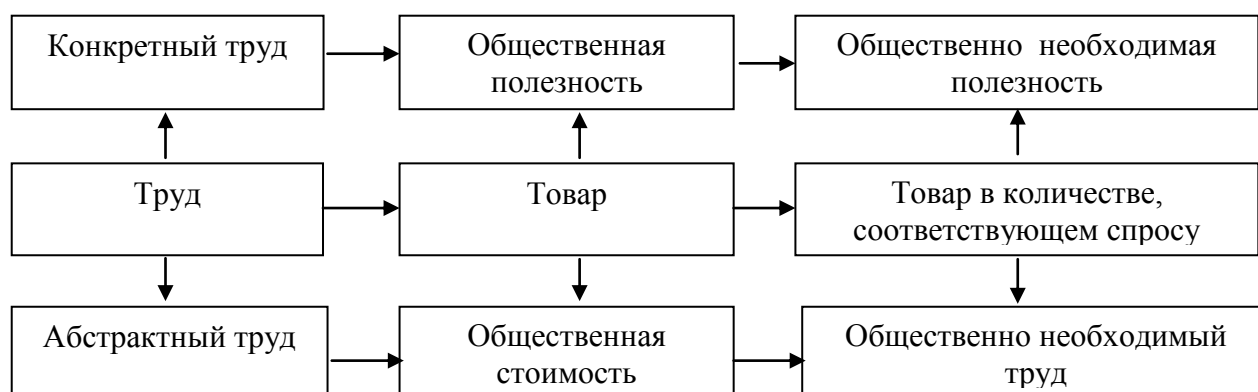 Конкретный труд
Общественная
полезность
Общественно необходимая
полезность
Труд
Товар
Товар в количестве,
соответствующем спросу
Абстрактный труд
Общественная
стоимость
Общественно необходимый
труд